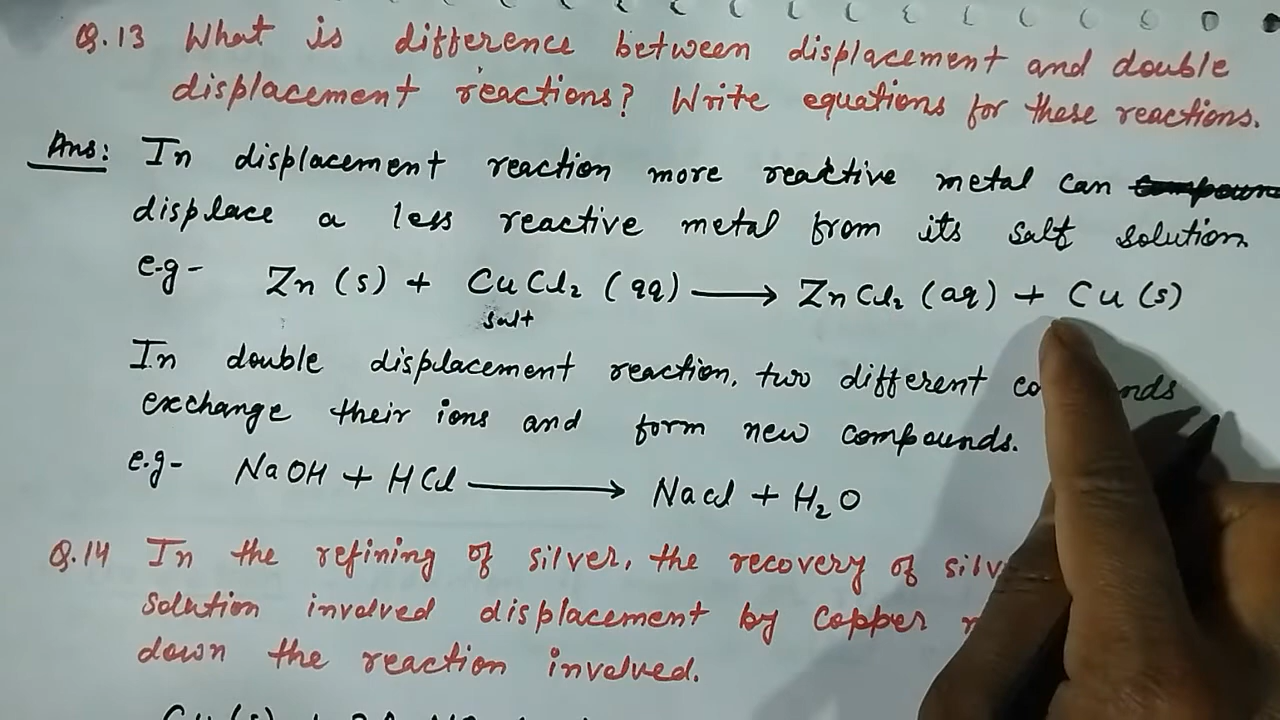 Q.13 What is difference between displacement and double
displacement reactions? Write equations for these reactions.
Ans: In displacement reaction more reaktive metal can
displace a less reactive metal from its salt solution
e.g- Zn (s) + CuCl₂ (aq) ⟶ ZnCl₂ (aq) + Cu (s)
salt
In double displacement reaction, two different
exchange their ions and form new compounds.
e.g- NaOH + HCl ⟶ Nacl + H₂O
Q.14 In the refining of silver, the recovery of
solution involved displacement by Copper
down the reaction involved.
Cu (s) +